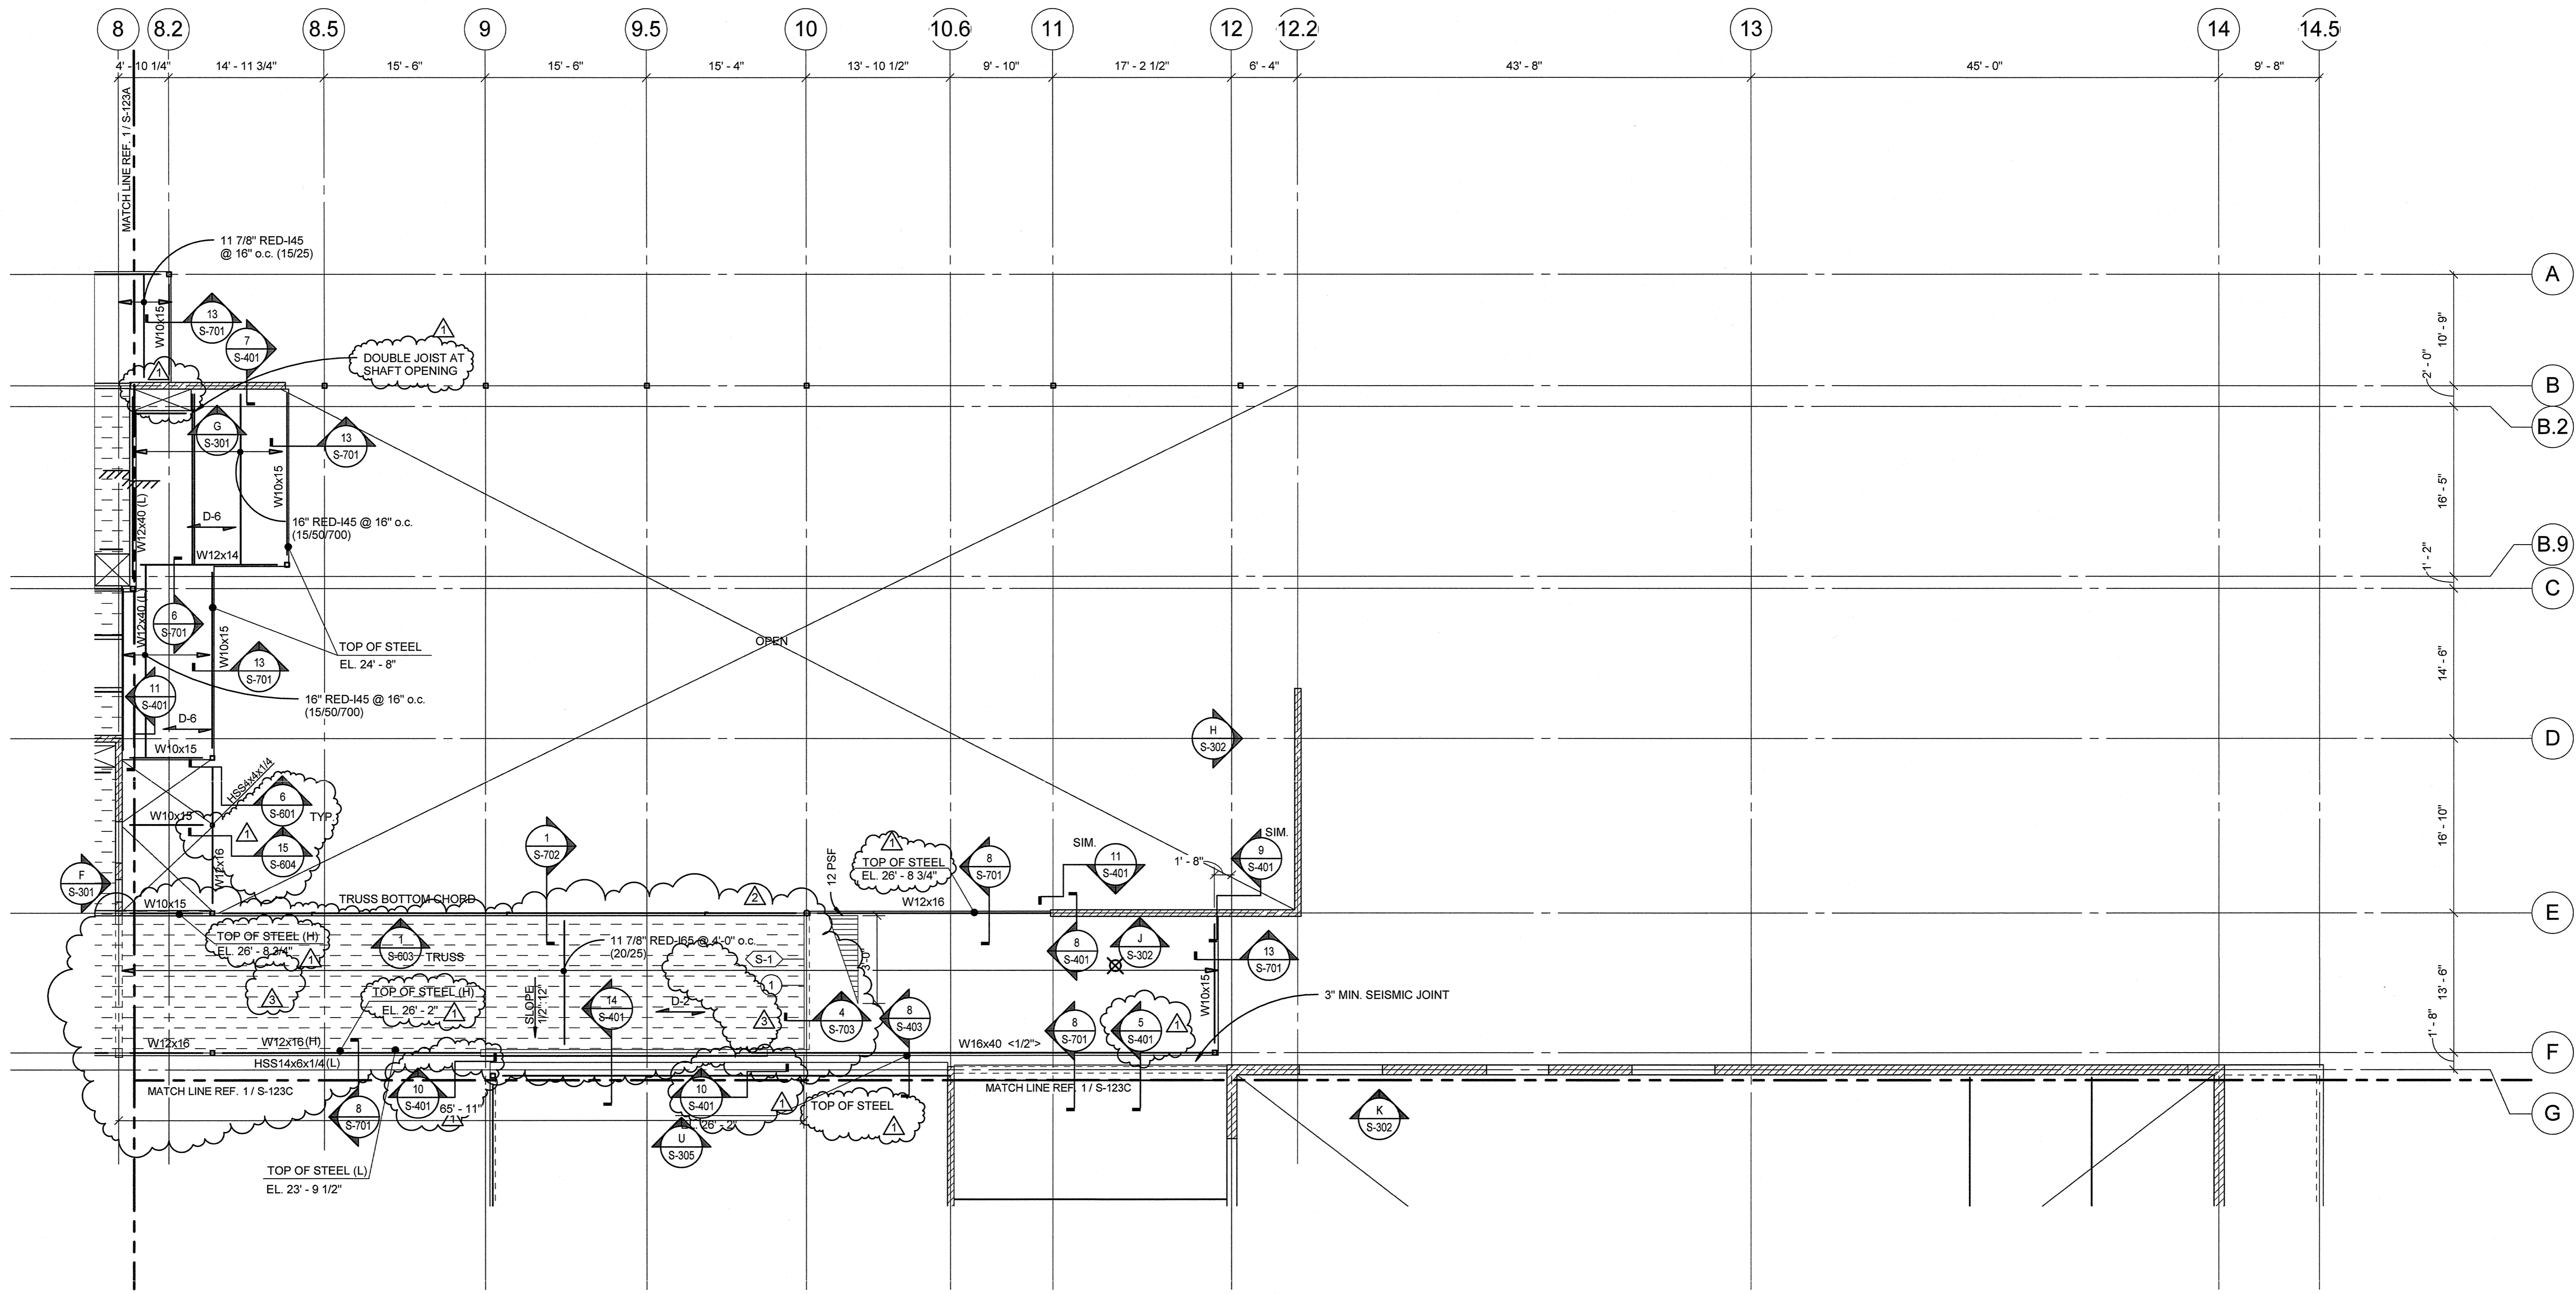 8
8.2
8.5
9
9.5
10
10.6
11
12
12.2
13
14
14.5
4' - 10 1/4"
14' - 11 3/4"
15' - 6"
15' - 6"
15' - 4"
13' - 10 1/2"
9' - 10"
17' - 2 1/2"
6' - 4"
43' - 8"
45' - 0"
9' - 8"
MATCH LINE REF. 1 / S-123A
11 7/8" RED-I45
@ 16" o.c. (15/25)
A
10' - 9"
W10x15
13
S-701
7
S-401
1
1
DOUBLE JOIST AT
SHAFT OPENING
2' - 0"
B
B.2
G
S-301
13
S-701
W10x15
W12x40 (L)
D-6
16" RED-I45 @ 16" o.c.
(15/50/700)
16' - 5"
W12x14
B.9
1' - 2"
C
W12x40 (L)
6
S-701
W10x15
13
S-701
TOP OF STEEL
EL. 24' - 8"
OPEN
11
S-401
16" RED-I45 @ 16" o.c.
(15/50/700)
D-6
14' - 6"
W10x15
H
S-302
D
HSS4x4x1/4
6
S-601
TYP.
W10x15
1
15
S-604
W12x16
1
S-702
1
TOP OF STEEL
EL. 26' - 8 3/4"
8
S-701
SIM.
11
S-401
1' - 8"
9
S-401
SIM.
16' - 10"
F
S-301
W10x15
TRUSS BOTTOM CHORD
2
12 PSF
W12x16
E
TOP OF STEEL (H)
EL. 26' - 8 3/4"
1
1
S-603
TRUSS
11 7/8" RED-I65 @ 4'-0" o.c.
(20/25)
S-1
8
S-401
J
S-302
13
S-701
3
TOP OF STEEL (H)
EL. 26' - 2"
1
SLOPE
1/2":12"
14
S-401
D-2
1
3
4
S-703
8
S-403
8
S-701
5
S-401
1
W10x15
3" MIN. SEISMIC JOINT
13' - 6"
W12x16
W12x16 (H)
HSS14x6x1/4 (L)
W16x40 <1/2">
F
1' - 8"
MATCH LINE REF. 1 / S-123C
MATCH LINE REF. 1 / S-123C
8
S-701
10
S-401
65' - 11"
1
10
S-401
1
TOP OF STEEL
EL. 26' - 2"
1
U
S-305
K
S-302
G
TOP OF STEEL (L)
EL. 23' - 9 1/2"